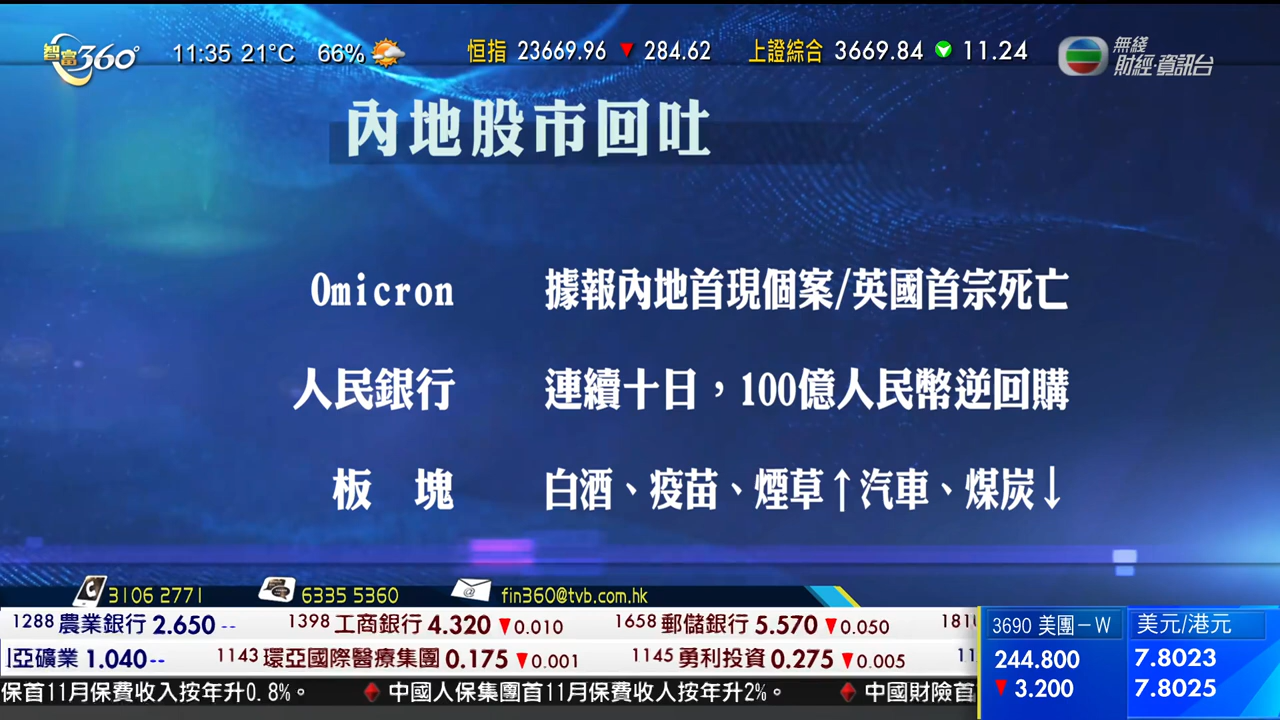 智富360° 11:35 21°C 66% 恒指 23669.96 ▼ 284.62 上證綜合 3669.84 11.24 無綫
財經·資訊台
內地股市回吐
Omicron 據報內地首現個案/英國首宗死亡
人民銀行 連續十日，100億人民幣逆回購
板 塊 白酒、疫苗、煙草↑汽車、煤炭↓
3106 2771 6335 5360 fin360@tvb.com.hk
1288 農業銀行 2.650 -- 1398 工商銀行 4.320 ▼0.010 1658 郵儲銀行 5.570 ▼0.050 181
亞礦業 1.040-- 1143 環亞國際醫療集團 0.175 ▼0.001 1145 勇利投資 0.275 ▼0.005 11
保首11月保費收入按年升0.8%。 ◆ 中國人保集團首11月保費收入按年升2%。 ◆ 中國財險首
3690 美團－W
244.800
▼ 3.200
美元/港元
7.8023
7.8025